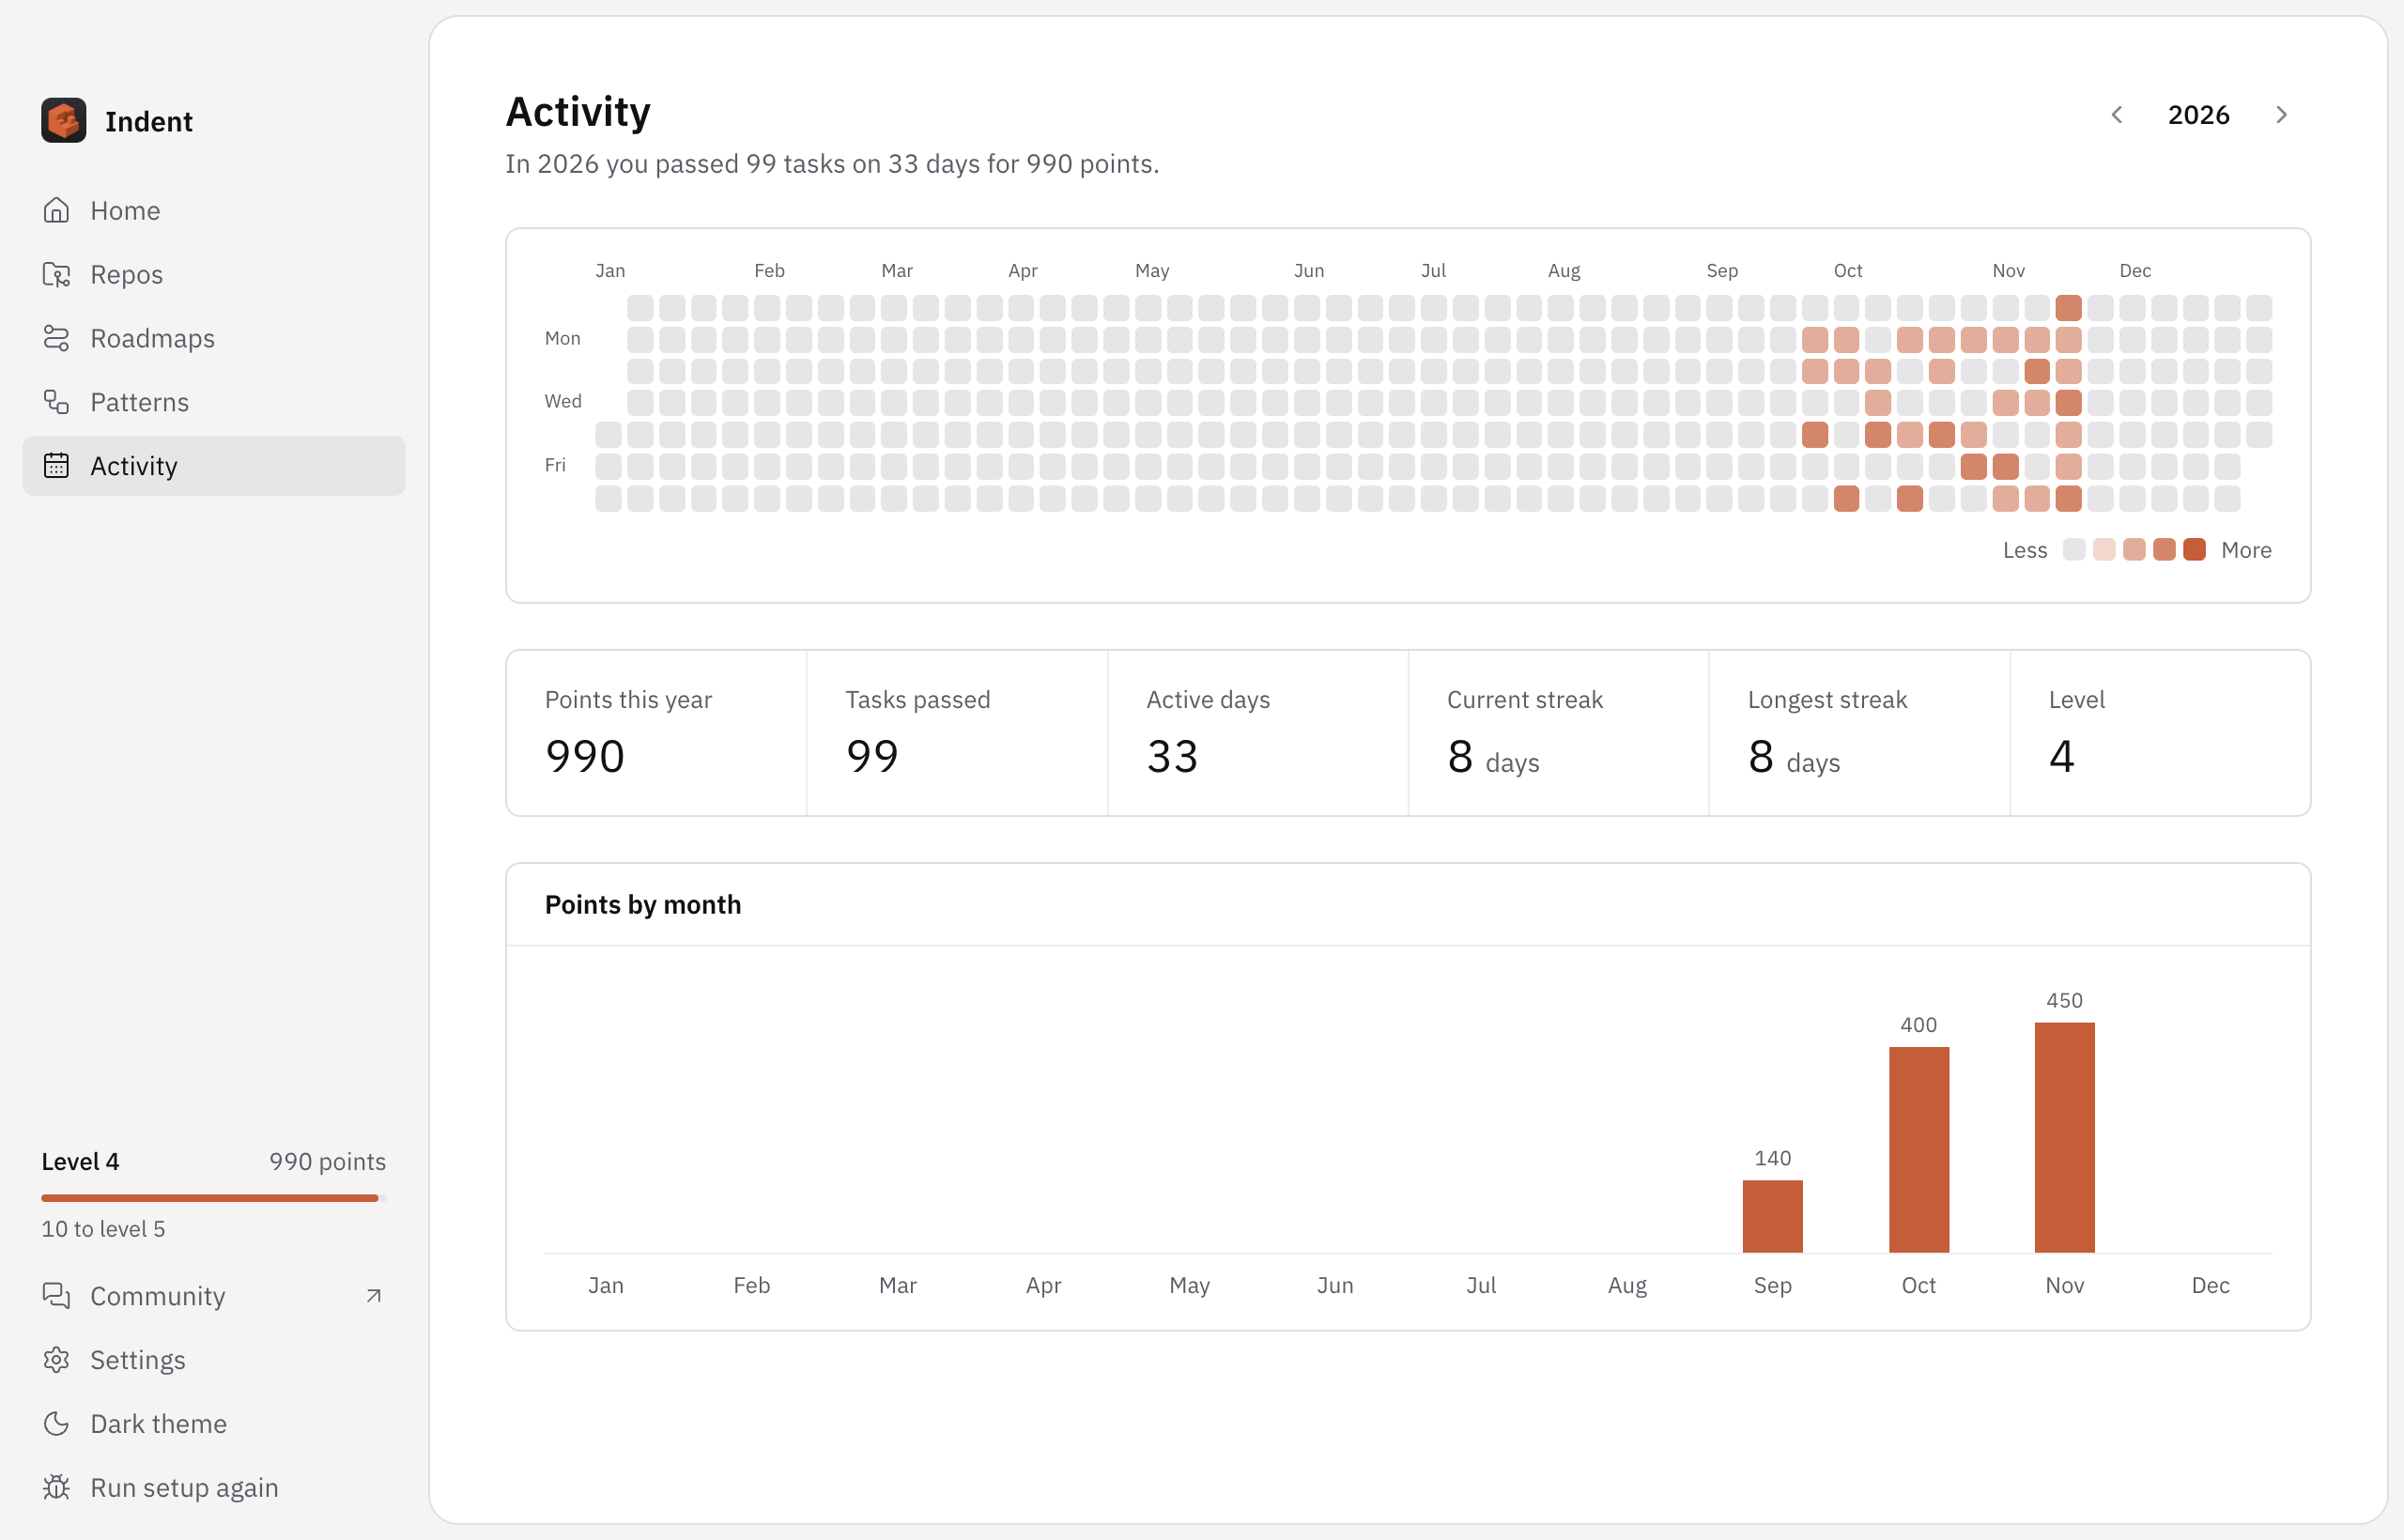 Indent
Home
Repos
Roadmaps
Patterns
Activity
Level 4 990 points
10 to level 5
Community
Settings
Dark theme
Run setup again
Activity
2026
In 2026 you passed 99 tasks on 33 days for 990 points.
Jan Feb Mar Apr May Jun Jul Aug Sep Oct Nov Dec
Mon
Wed
Fri
Less More
Points this year
990
Tasks passed
99
Active days
33
Current streak
8 days
Longest streak
8 days
Level
4
Points by month
450
400
140
Jan Feb Mar Apr May Jun Jul Aug Sep Oct Nov Dec